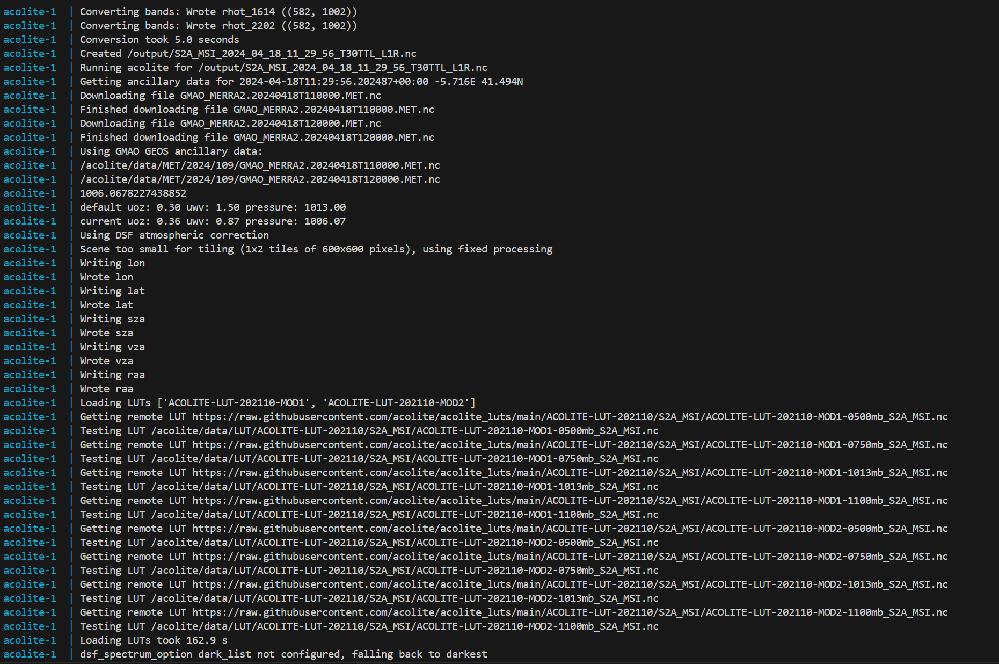 acolite-1  | Converting bands: Wrote rhot_1614 ((582, 1002))
acolite-1  | Converting bands: Wrote rhot_2202 ((582, 1002))
acolite-1  | Conversion took 5.0 seconds
acolite-1  | Created /output/S2A_MSI_2024_04_18_11_29_56_T30TTL_L1R.nc
acolite-1  | Running acolite for /output/S2A_MSI_2024_04_18_11_29_56_T30TTL_L1R.nc
acolite-1  | Getting ancillary data for 2024-04-18T11:29:56.202487+00:00 -5.716E 41.494N
acolite-1  | Downloading file GMAO_MERRA2.20240418T110000.MET.nc
acolite-1  | Finished downloading file GMAO_MERRA2.20240418T110000.MET.nc
acolite-1  | Downloading file GMAO_MERRA2.20240418T120000.MET.nc
acolite-1  | Finished downloading file GMAO_MERRA2.20240418T120000.MET.nc
acolite-1  | Using GMAO GEOS ancillary data:
acolite-1  | /acolite/data/MET/2024/109/GMAO_MERRA2.20240418T110000.MET.nc
acolite-1  | /acolite/data/MET/2024/109/GMAO_MERRA2.20240418T120000.MET.nc
acolite-1  | 1006.0678227438852
acolite-1  | default uoz: 0.30 uwv: 1.50 pressure: 1013.00
acolite-1  | current uoz: 0.36 uwv: 0.87 pressure: 1006.07
acolite-1  | Using DSF atmospheric correction
acolite-1  | Scene too small for tiling (1x2 tiles of 600x600 pixels), using fixed processing
acolite-1  | Writing lon
acolite-1  | Wrote lon
acolite-1  | Writing lat
acolite-1  | Wrote lat
acolite-1  | Writing sza
acolite-1  | Wrote sza
acolite-1  | Writing vza
acolite-1  | Wrote vza
acolite-1  | Writing raa
acolite-1  | Wrote raa
acolite-1  | Loading LUTs ['ACOLITE-LUT-202110-MOD1', 'ACOLITE-LUT-202110-MOD2']
acolite-1  | Getting remote LUT https://raw.githubusercontent.com/acolite/acolite_luts/main/ACOLITE-LUT-202110/S2A_MSI/ACOLITE-LUT-202110-MOD1-0500mb_S2A_MSI.nc
acolite-1  | Testing LUT /acolite/data/LUT/ACOLITE-LUT-202110/S2A_MSI/ACOLITE-LUT-202110-MOD1-0500mb_S2A_MSI.nc
acolite-1  | Getting remote LUT https://raw.githubusercontent.com/acolite/acolite_luts/main/ACOLITE-LUT-202110/S2A_MSI/ACOLITE-LUT-202110-MOD1-0750mb_S2A_MSI.nc
acolite-1  | Testing LUT /acolite/data/LUT/ACOLITE-LUT-202110/S2A_MSI/ACOLITE-LUT-202110-MOD1-0750mb_S2A_MSI.nc
acolite-1  | Getting remote LUT https://raw.githubusercontent.com/acolite/acolite_luts/main/ACOLITE-LUT-202110/S2A_MSI/ACOLITE-LUT-202110-MOD1-1013mb_S2A_MSI.nc
acolite-1  | Testing LUT /acolite/data/LUT/ACOLITE-LUT-202110/S2A_MSI/ACOLITE-LUT-202110-MOD1-1013mb_S2A_MSI.nc
acolite-1  | Getting remote LUT https://raw.githubusercontent.com/acolite/acolite_luts/main/ACOLITE-LUT-202110/S2A_MSI/ACOLITE-LUT-202110-MOD1-1100mb_S2A_MSI.nc
acolite-1  | Testing LUT /acolite/data/LUT/ACOLITE-LUT-202110/S2A_MSI/ACOLITE-LUT-202110-MOD1-1100mb_S2A_MSI.nc
acolite-1  | Getting remote LUT https://raw.githubusercontent.com/acolite/acolite_luts/main/ACOLITE-LUT-202110/S2A_MSI/ACOLITE-LUT-202110-MOD2-0500mb_S2A_MSI.nc
acolite-1  | Testing LUT /acolite/data/LUT/ACOLITE-LUT-202110/S2A_MSI/ACOLITE-LUT-202110-MOD2-0500mb_S2A_MSI.nc
acolite-1  | Getting remote LUT https://raw.githubusercontent.com/acolite/acolite_luts/main/ACOLITE-LUT-202110/S2A_MSI/ACOLITE-LUT-202110-MOD2-0750mb_S2A_MSI.nc
acolite-1  | Testing LUT /acolite/data/LUT/ACOLITE-LUT-202110/S2A_MSI/ACOLITE-LUT-202110-MOD2-0750mb_S2A_MSI.nc
acolite-1  | Getting remote LUT https://raw.githubusercontent.com/acolite/acolite_luts/main/ACOLITE-LUT-202110/S2A_MSI/ACOLITE-LUT-202110-MOD2-1013mb_S2A_MSI.nc
acolite-1  | Testing LUT /acolite/data/LUT/ACOLITE-LUT-202110/S2A_MSI/ACOLITE-LUT-202110-MOD2-1013mb_S2A_MSI.nc
acolite-1  | Getting remote LUT https://raw.githubusercontent.com/acolite/acolite_luts/main/ACOLITE-LUT-202110/S2A_MSI/ACOLITE-LUT-202110-MOD2-1100mb_S2A_MSI.nc
acolite-1  | Testing LUT /acolite/data/LUT/ACOLITE-LUT-202110/S2A_MSI/ACOLITE-LUT-202110-MOD2-1100mb_S2A_MSI.nc
acolite-1  | Loading LUTs took 162.9 s
acolite-1  | dsf_spectrum_option dark_list not configured, falling back to darkest